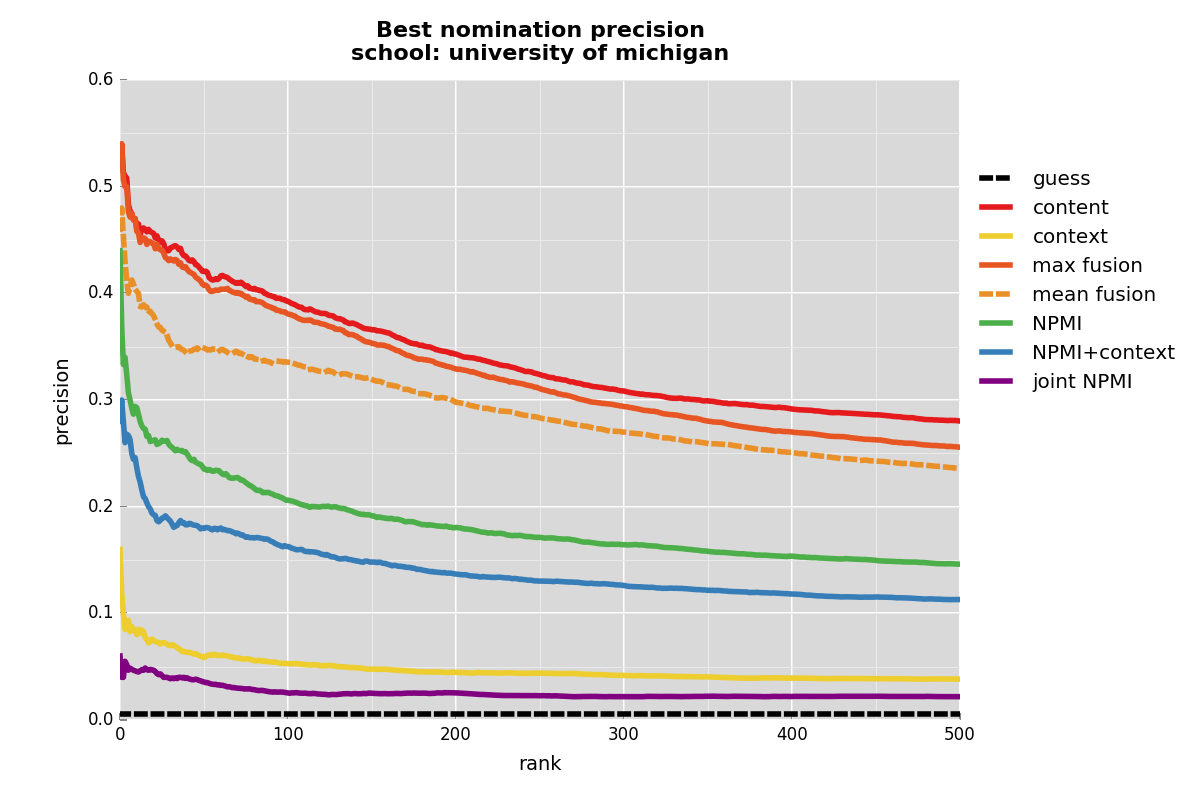 Best nomination precision
school: university of michigan
precision
0.6
0.5
0.4
0.3
0.2
0.1
0.0
0 100 200 300 400 500
rank
guess
content
context
max fusion
mean fusion
NPMI
NPMI+context
joint NPMI